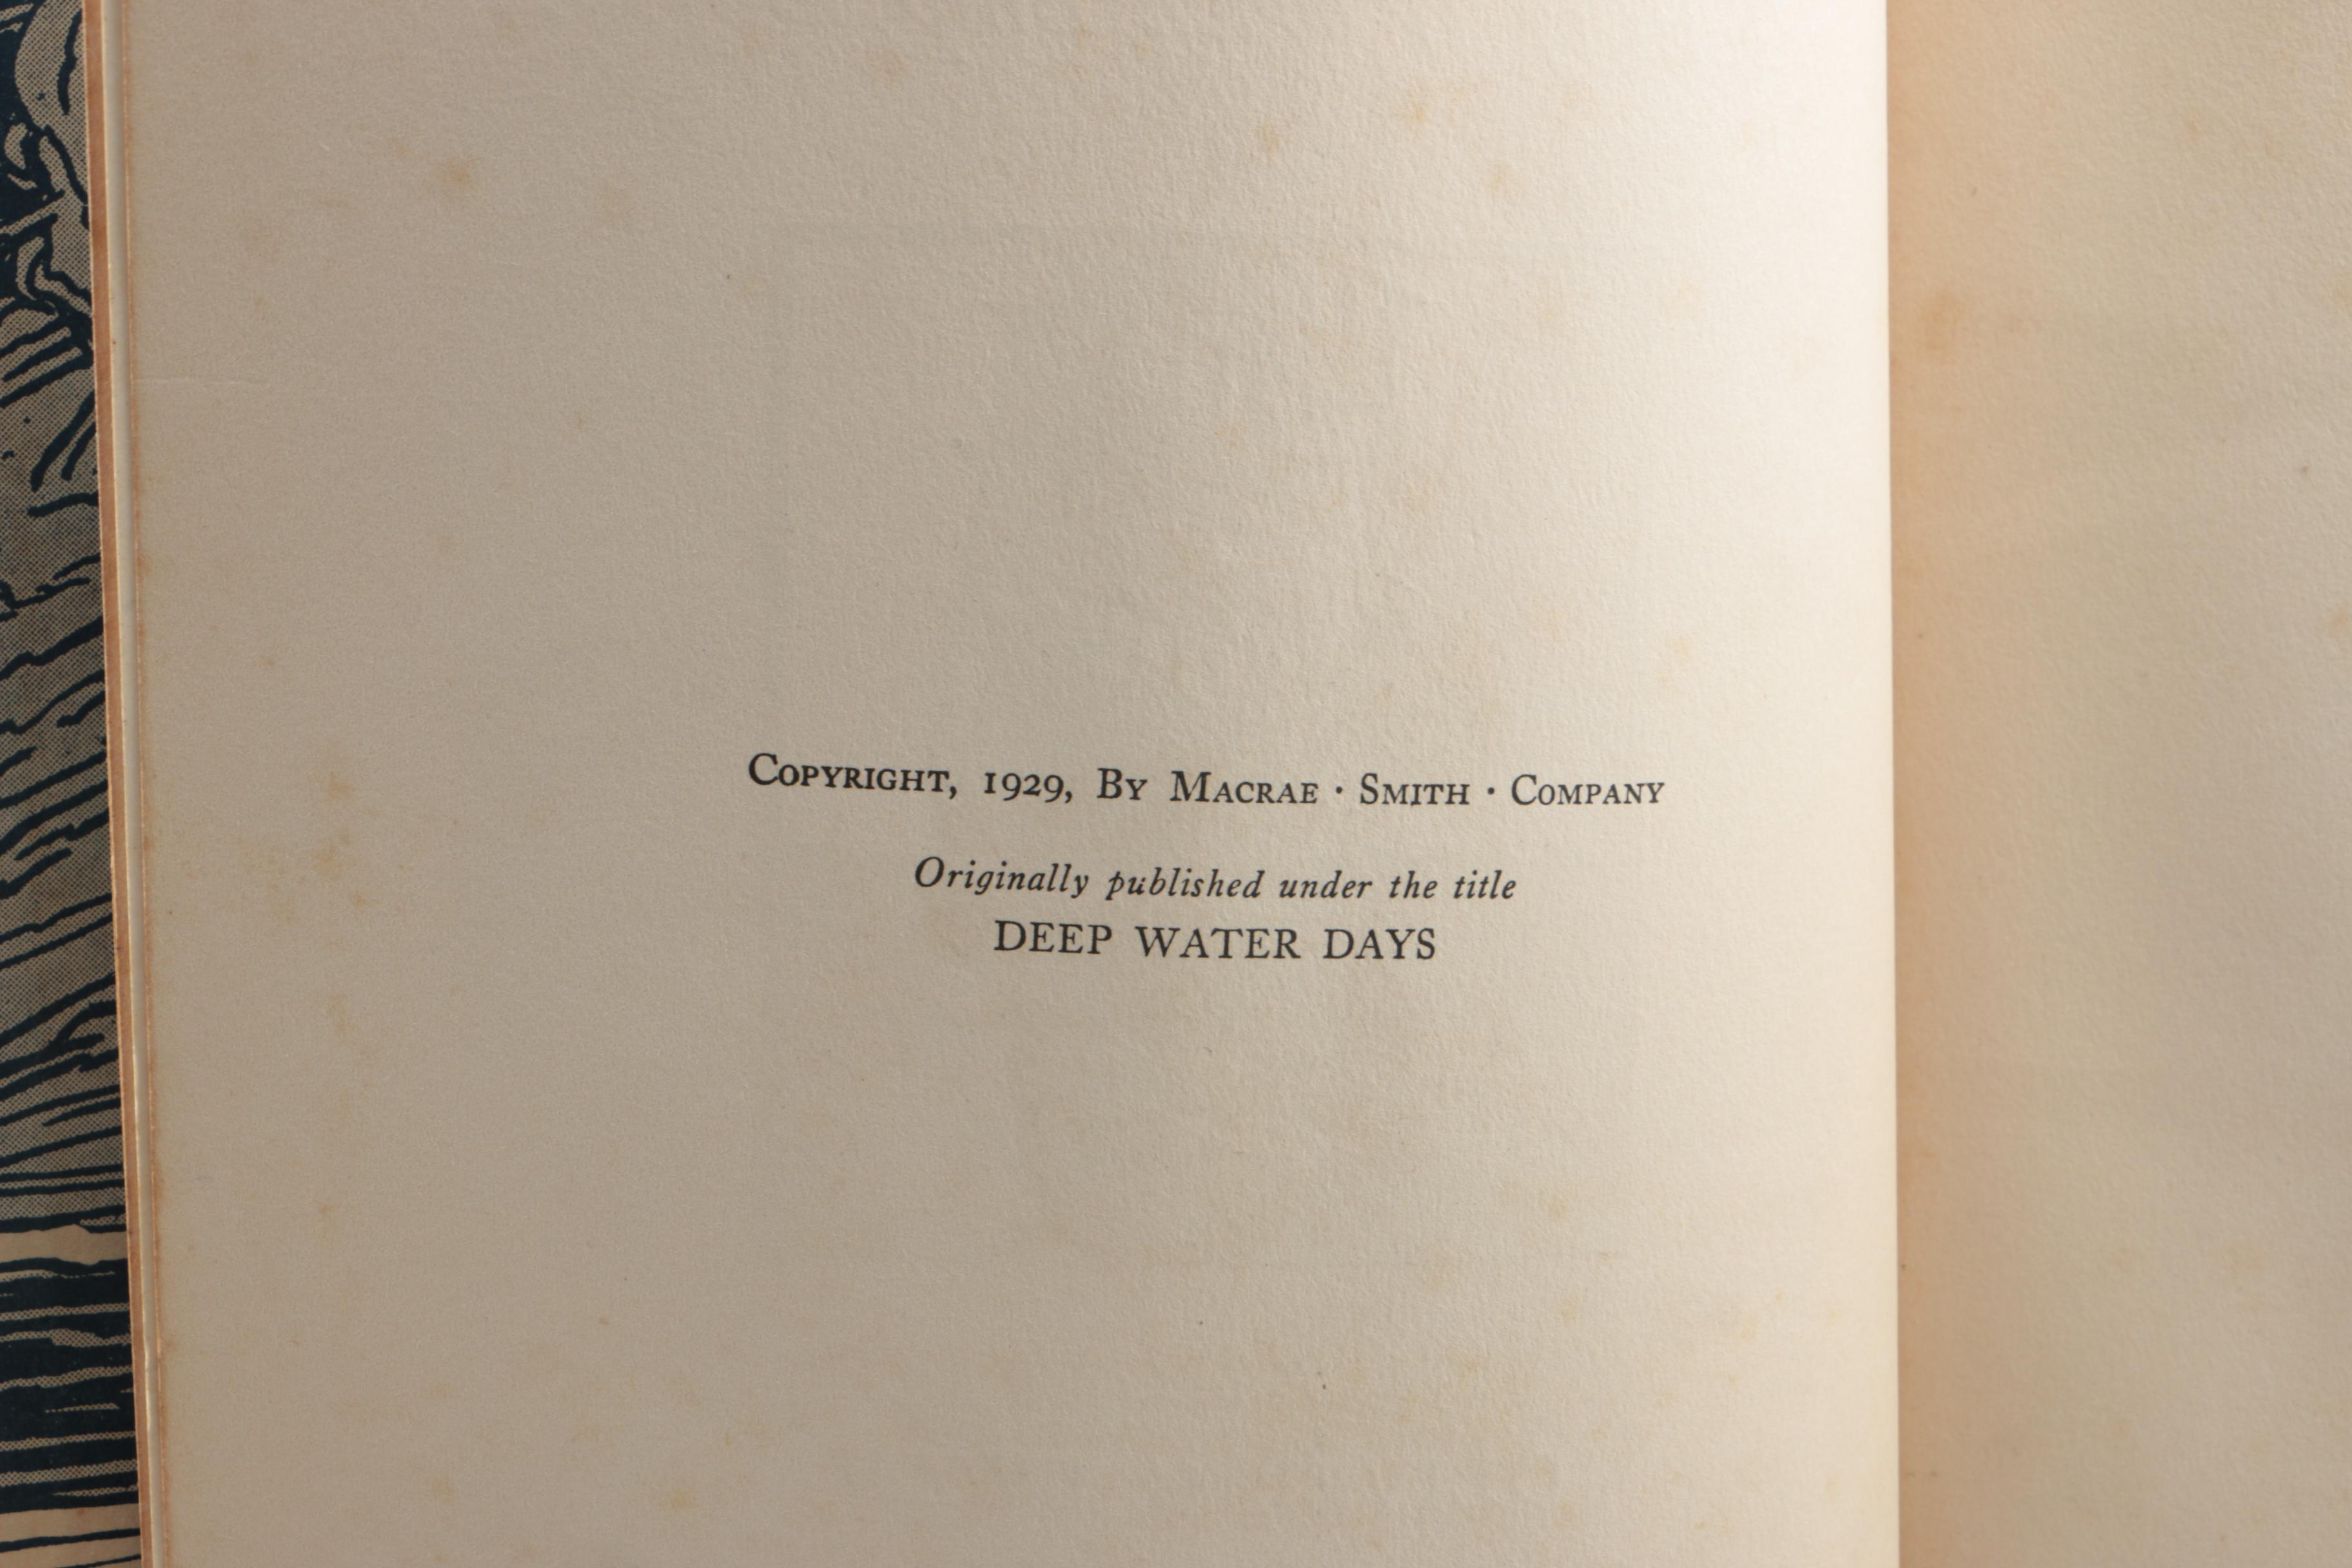 Copyright, 1929, By Macrae · Smith · Company
Originally published under the title
DEEP WATER DAYS